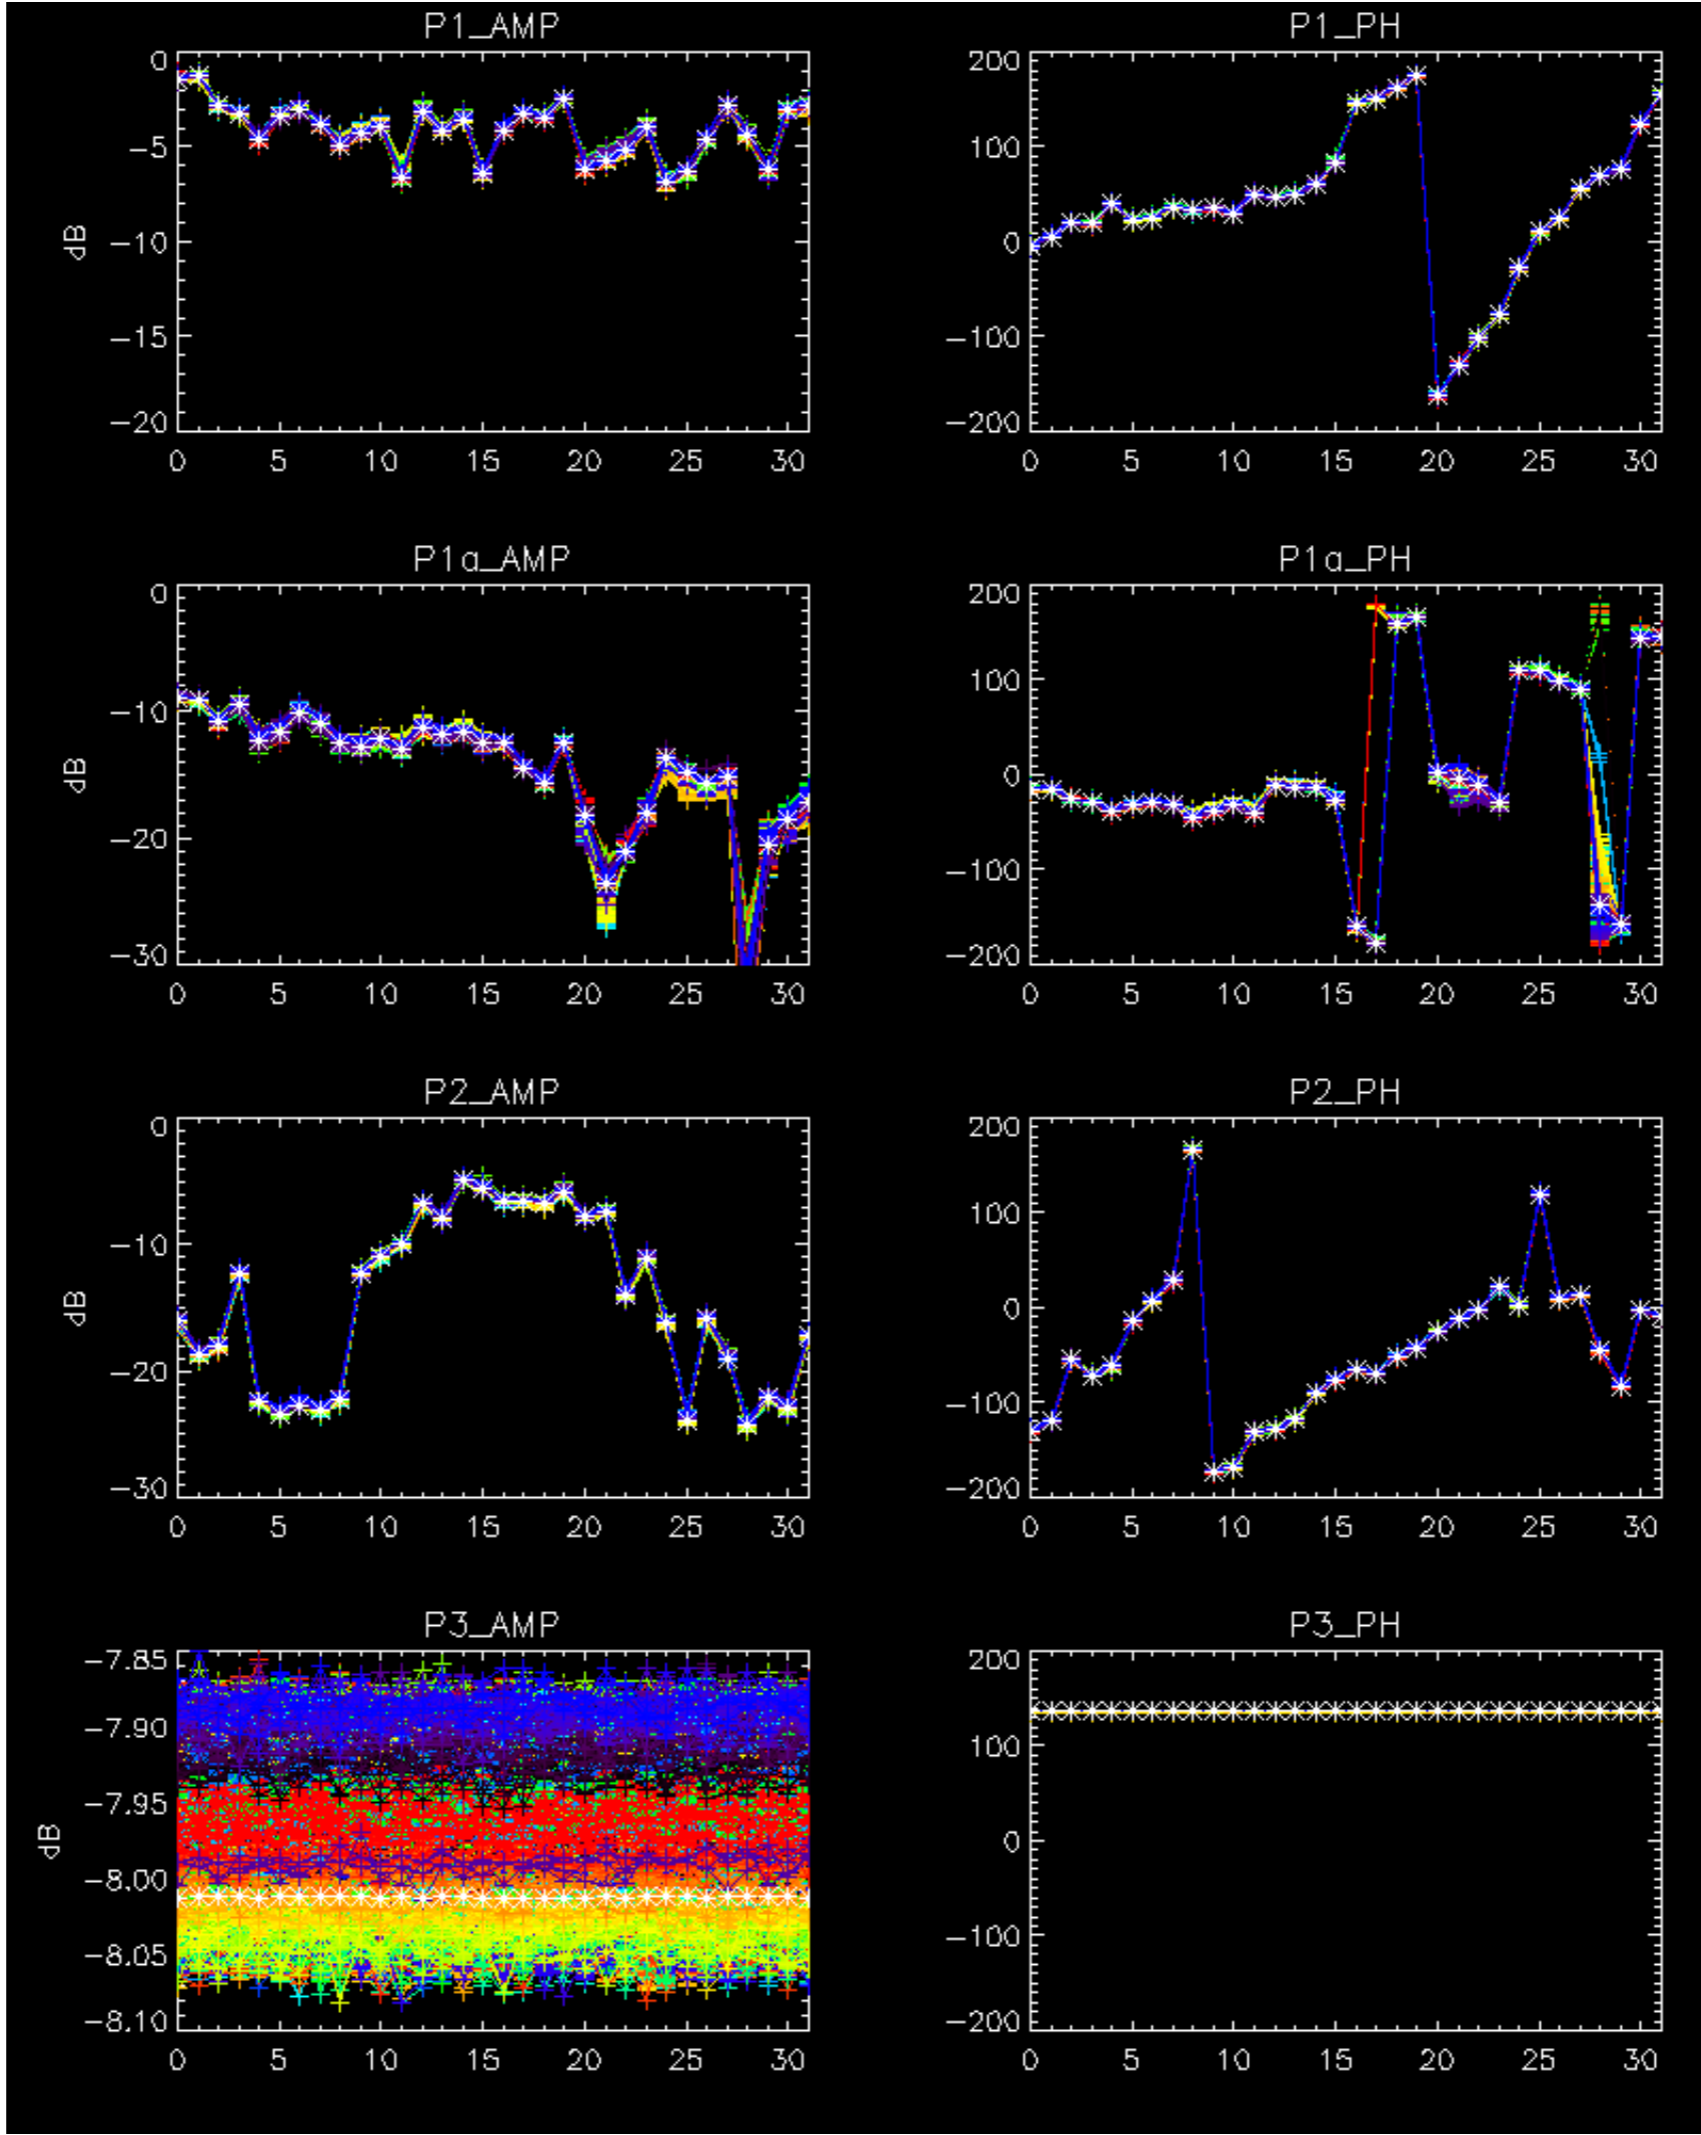 P1_AMP P1_PH
0 200
-5 100
dB -10 0
-15 -100
-20 -200
0 5 10 15 20 25 30 0 5 10 15 20 25 30
P1a_AMP P1a_PH
0 200
-10 100
dB 0
-20 -100
-30 -200
0 5 10 15 20 25 30 0 5 10 15 20 25 30
P2_AMP P2_PH
0 200
-10 100
dB 0
-20 -100
-30 -200
0 5 10 15 20 25 30 0 5 10 15 20 25 30
P3_AMP P3_PH
-7.85 200
-7.90 100
-7.95
dB 0
-8.00
-8.05 -100
-8.10 -200
0 5 10 15 20 25 30 0 5 10 15 20 25 30